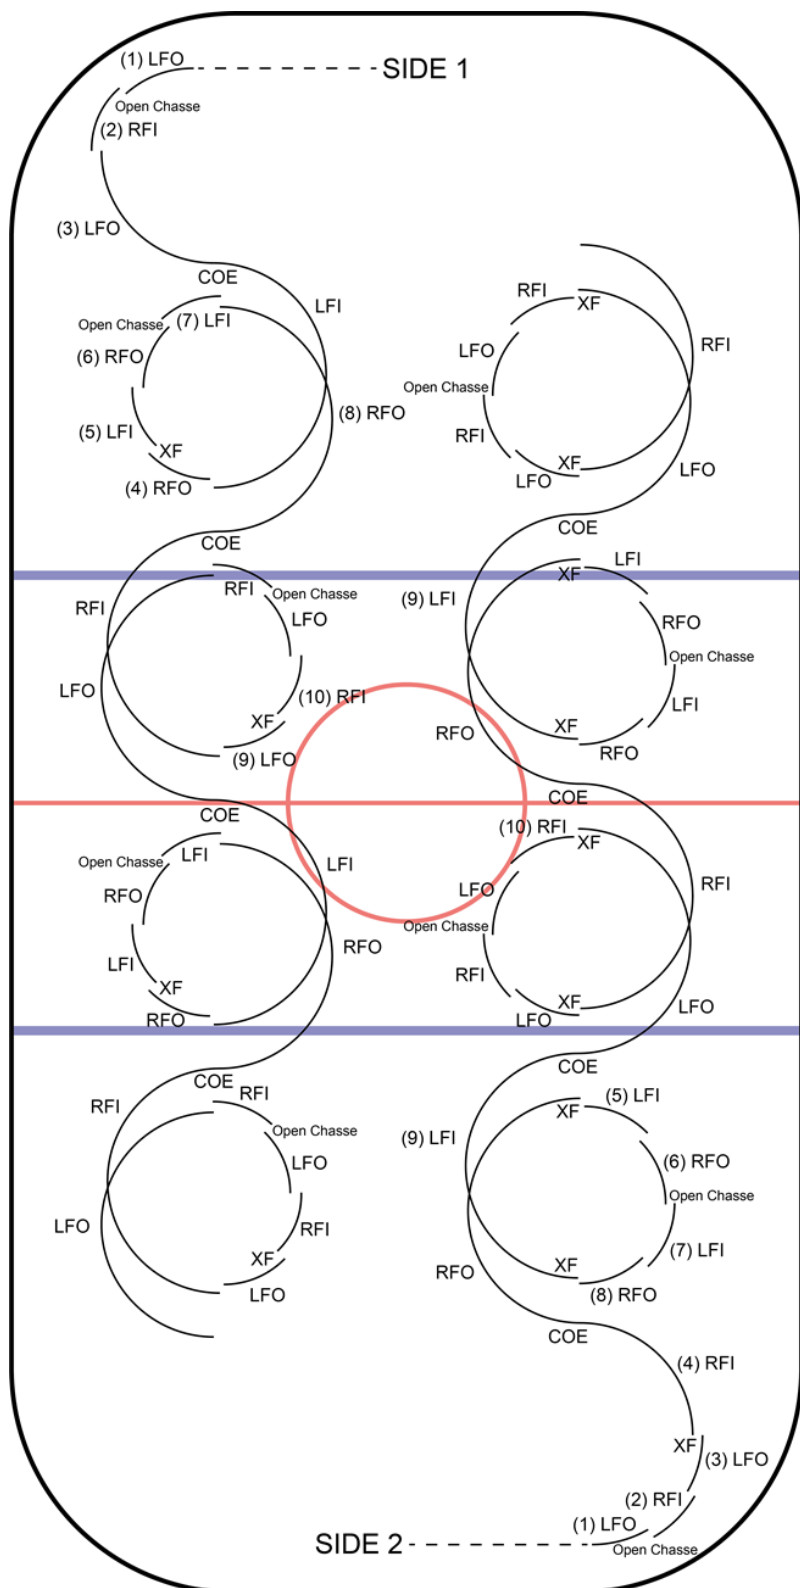 (1) LFO
SIDE 1
Open Chasse
(2) RFI
(3) LFO
COE
LFI
Open Chasse
(7) LFI
(6) RFO
(8) RFO
(5) LFI
XF
(4) RFO
COE
RFI
Open Chasse
RFI
LFO
LFO
(10) RFI
XF
(9) LFO
COE
LFI
Open Chasse
LFI
RFO
RFO
LFI
XF
RFO
COE
RFI
RFI
Open Chasse
LFO
LFO
RFI
XF
LFO
RFI
XF
RFI
LFO
Open Chasse
RFI
XF
LFO
LFO
COE
LFI
XF
(9) LFI
RFO
Open Chasse
LFI
XF
RFO
RFO
COE
(10) RFI
XF
RFI
LFO
Open Chasse
RFI
XF
LFO
LFO
COE
(5) LFI
XF
(9) LFI
(6) RFO
Open Chasse
(7) LFI
XF
RFO
(8) RFO
COE
(4) RFI
XF
(3) LFO
(2) RFI
(1) LFO
SIDE 2
Open Chasse